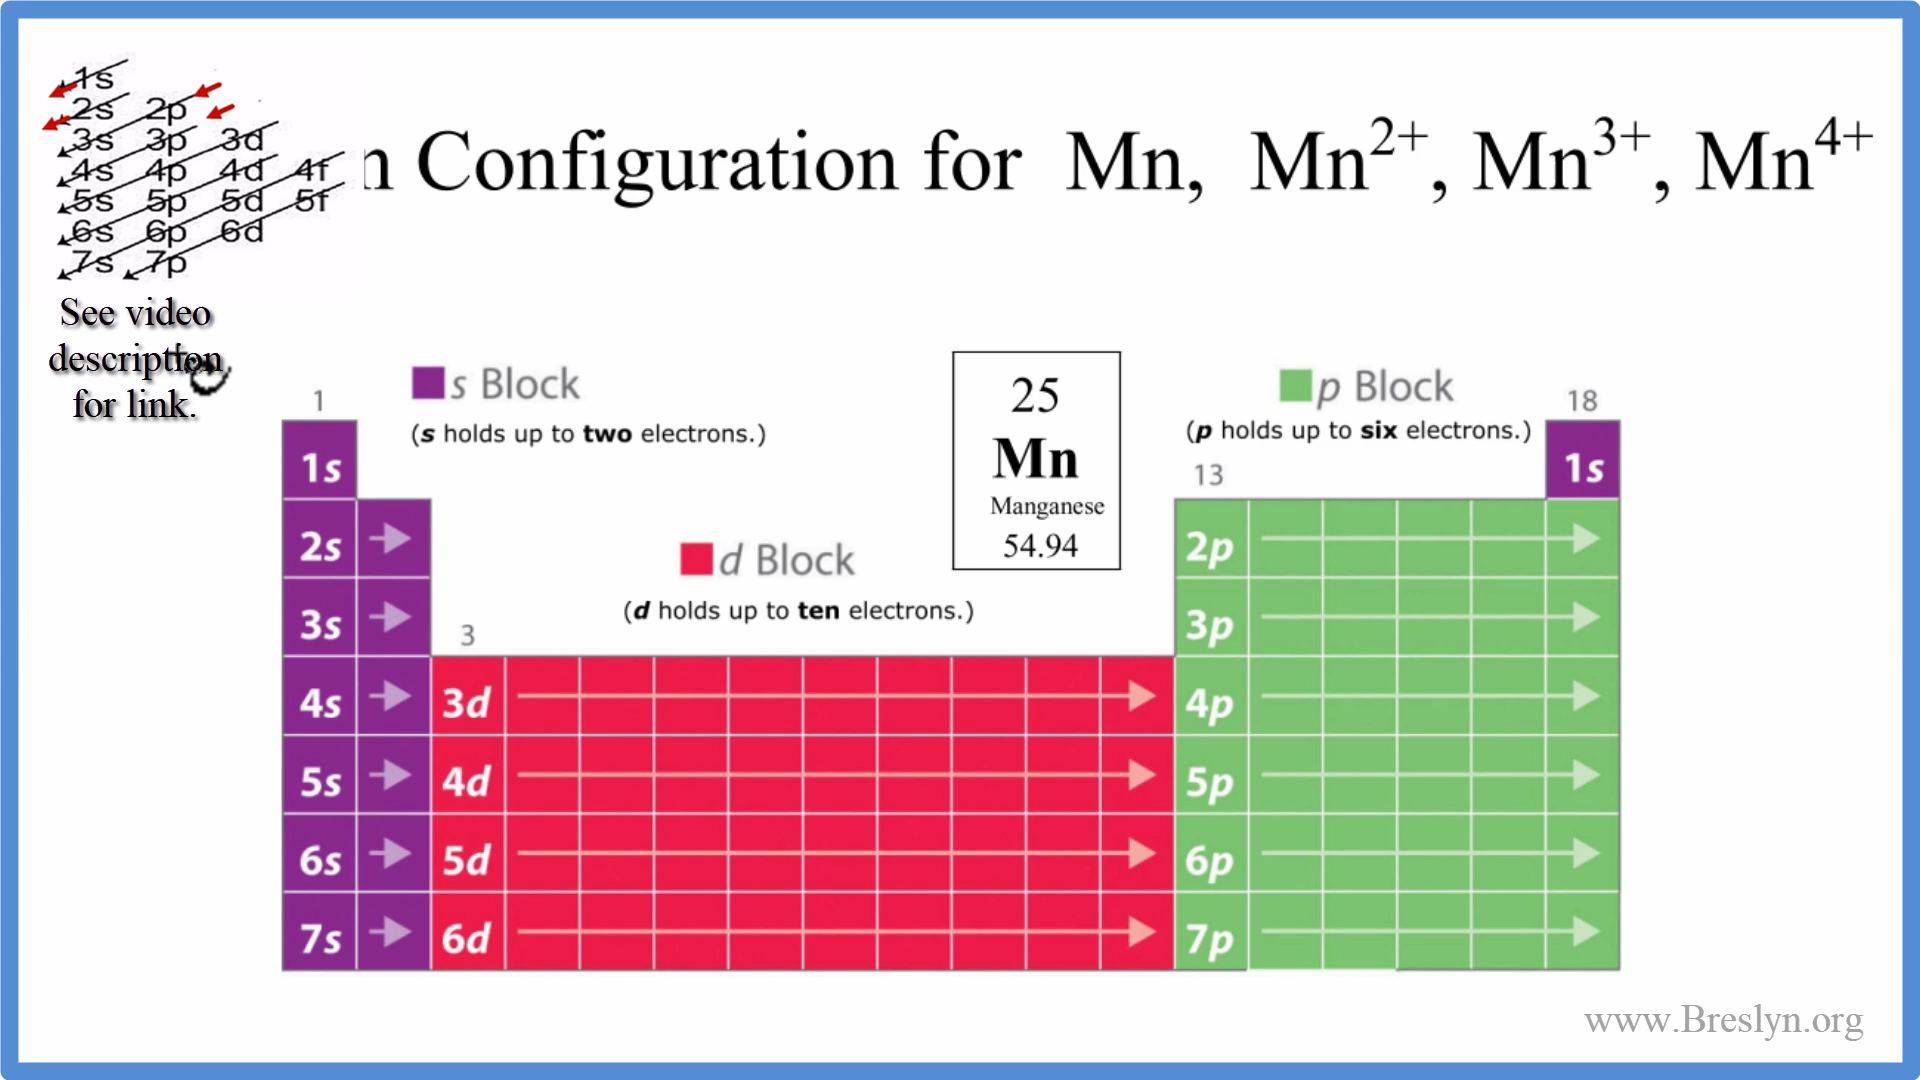 1s
2s 2p
3s 3p 3d
4s 4p 4d 4f
5s 5p 5d 5f
6s 6p 6d
7s 7p
n Configuration for Mn, Mn²⁺, Mn³⁺, Mn⁴⁺
See video
description
for link.
1
s Block
(s holds up to two electrons.)
25
Mn
Manganese
54.94
p Block
(p holds up to six electrons.)
13
18
d Block
(d holds up to ten electrons.)
3
1s 1s
2s 2p
3s 3p
4s 3d 4p
5s 4d 5p
6s 5d 6p
7s 6d 7p
www.Breslyn.org